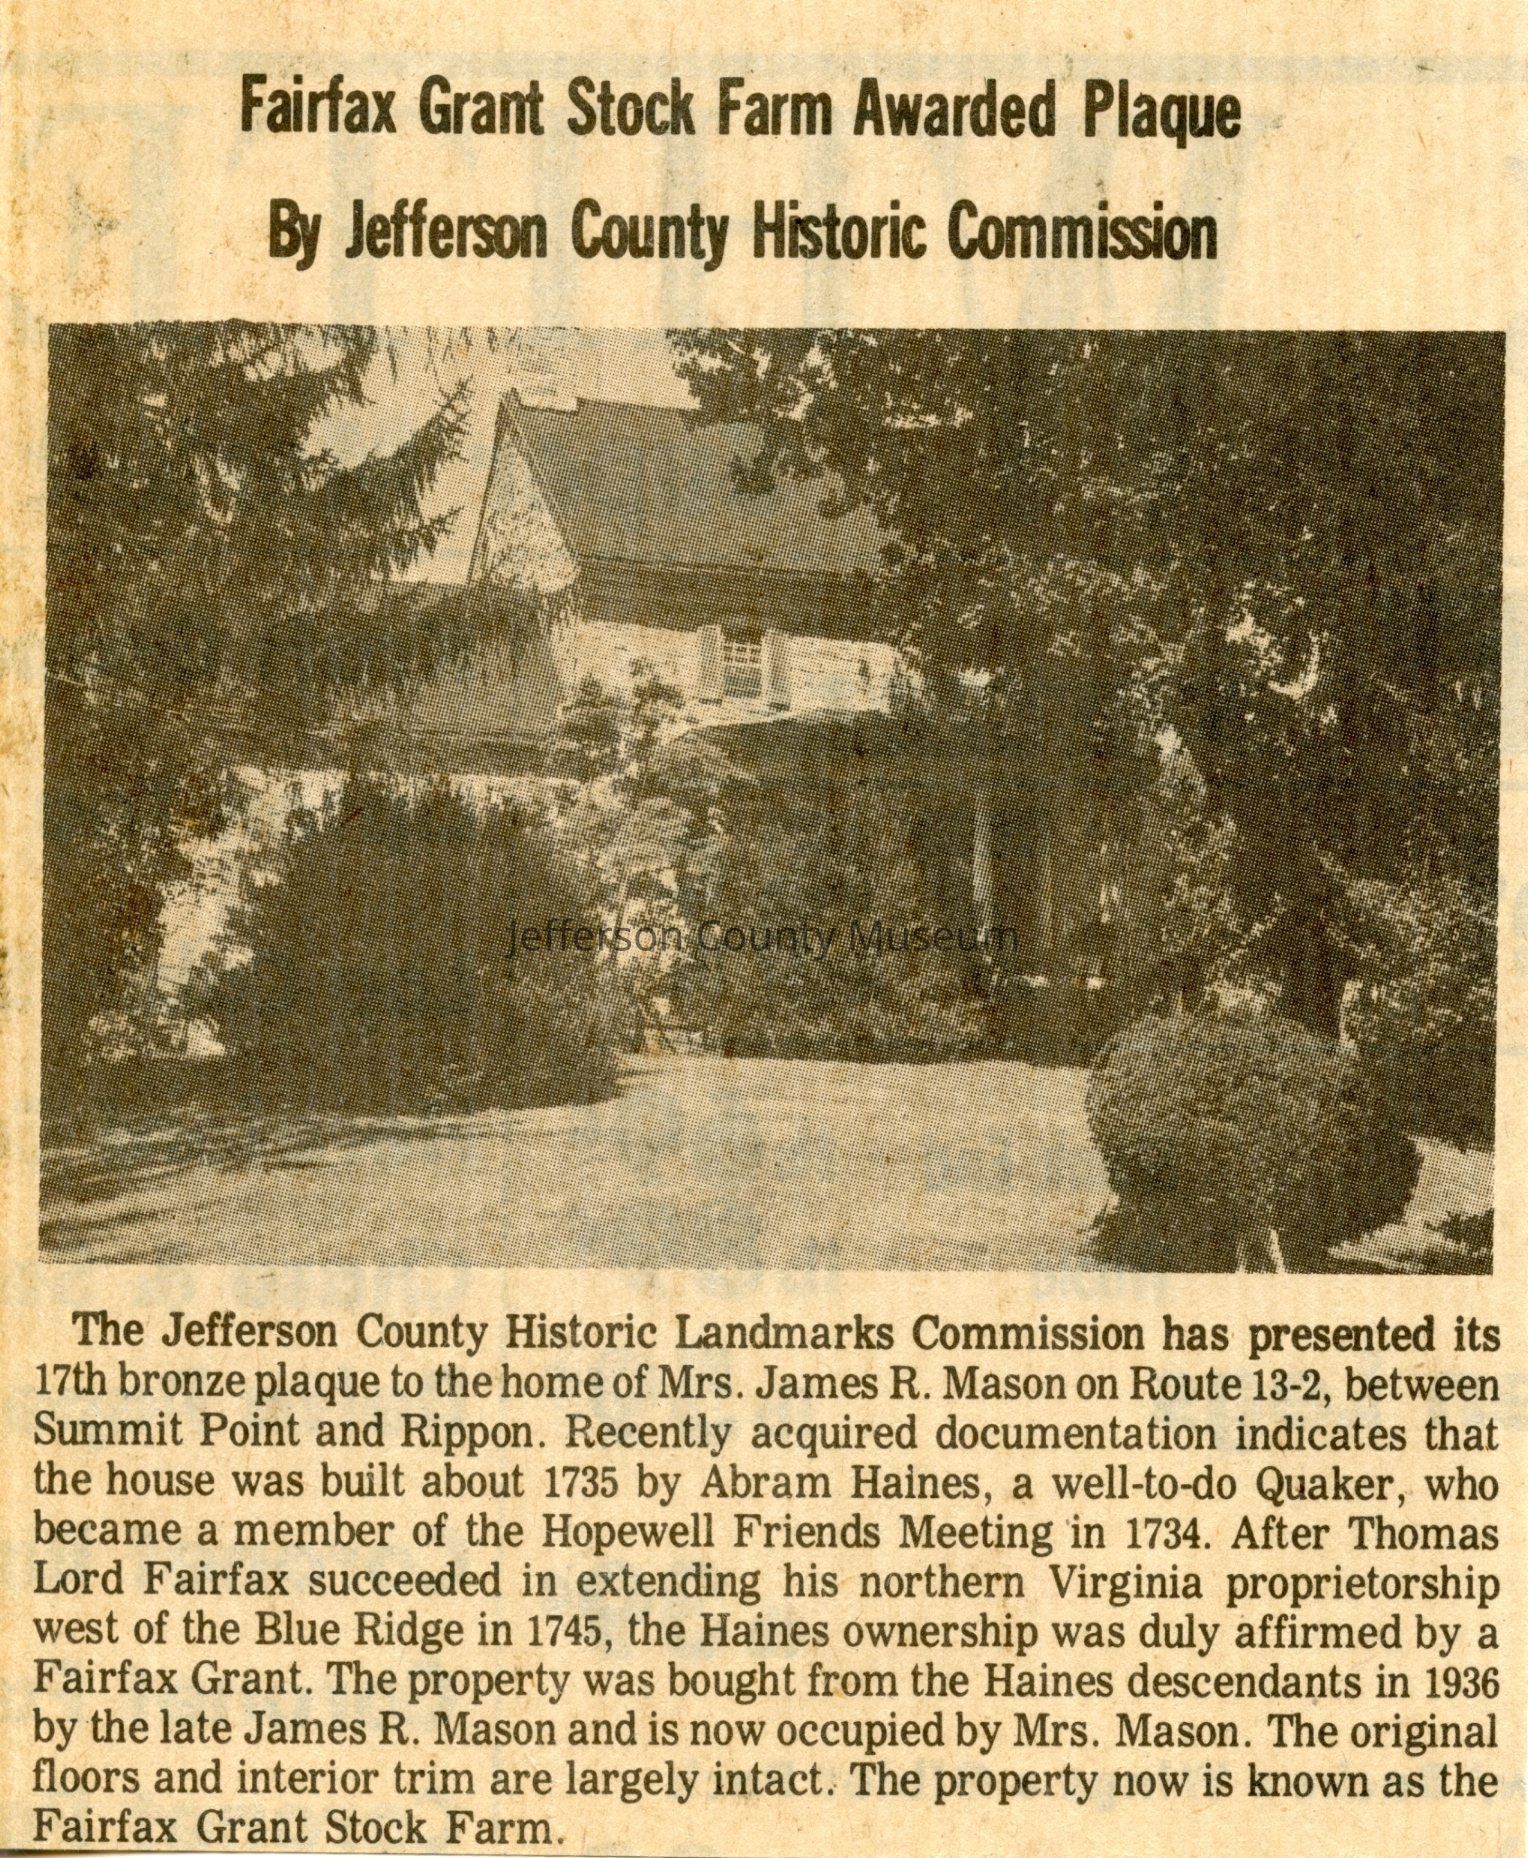 Fairfax Grant Stock Farm Awarded Plaque
By Jefferson County Historic Commission
Jefferson County Museum
The Jefferson County Historic Landmarks Commission has presented its
17th bronze plaque to the home of Mrs. James R. Mason on Route 13-2, between
Summit Point and Rippon. Recently acquired documentation indicates that
the house was built about 1735 by Abram Haines, a well-to-do Quaker, who
became a member of the Hopewell Friends Meeting in 1734. After Thomas
Lord Fairfax succeeded in extending his northern Virginia proprietorship
west of the Blue Ridge in 1745, the Haines ownership was duly affirmed by a
Fairfax Grant. The property was bought from the Haines descendants in 1936
by the late James R. Mason and is now occupied by Mrs. Mason. The original
floors and interior trim are largely intact. The property now is known as the
Fairfax Grant Stock Farm.